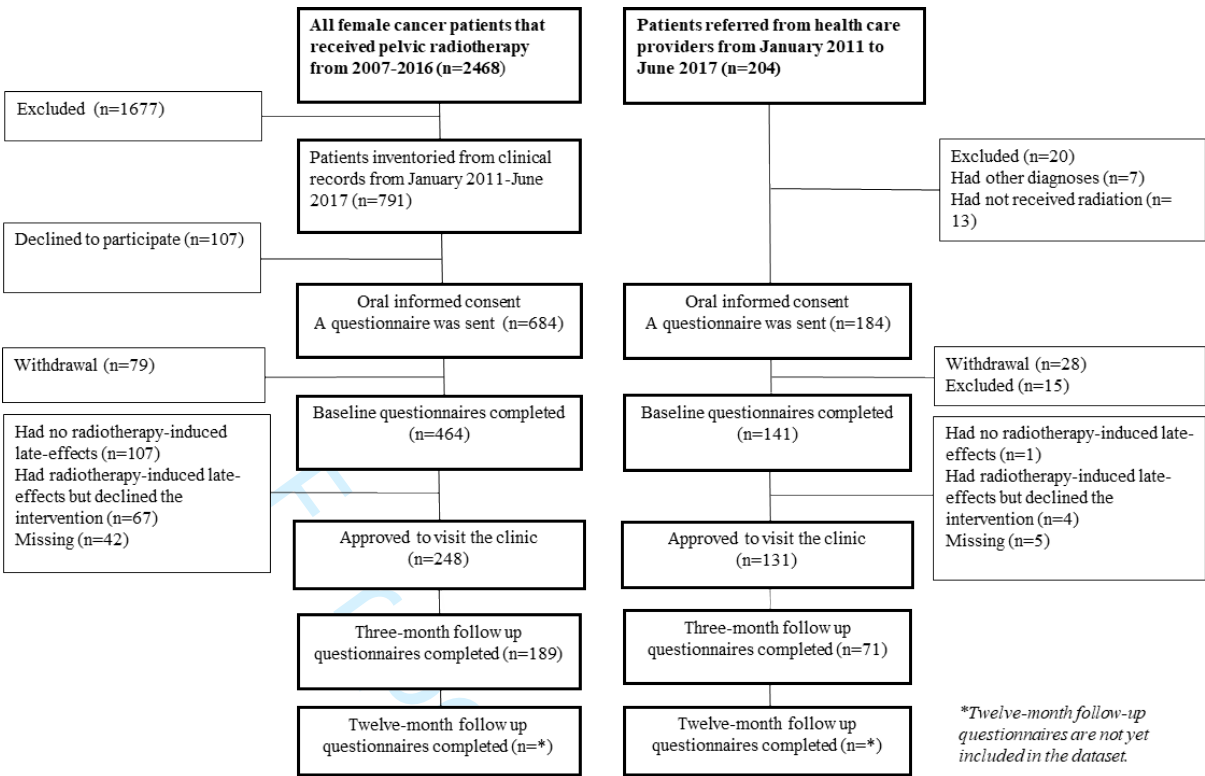 All female cancer patients that
received pelvic radiotherapy
from 2007-2016 (n=2468)
Patients referred from health care
providers from January 2011 to
June 2017 (n=204)
Excluded (n=1677)
Patients inventoried from clinical
records from January 2011-June
2017 (n=791)
Excluded (n=20)
Had other diagnoses (n=7)
Had not received radiation (n=
13)
Declined to participate (n=107)
Oral informed consent
A questionnaire was sent (n=684)
Oral informed consent
A questionnaire was sent (n=184)
Withdrawal (n=79)
Withdrawal (n=28)
Excluded (n=15)
Baseline questionnaires completed
(n=464)
Baseline questionnaires completed
(n=141)
Had no radiotherapy-induced
late-effects (n=107)
Had radiotherapy-induced late-
effects but declined the
intervention (n=67)
Missing (n=42)
Had no radiotherapy-induced late-
effects (n=1)
Had radiotherapy-induced late-
effects but declined the
intervention (n=4)
Missing (n=5)
Approved to visit the clinic
(n=248)
Approved to visit the clinic
(n=131)
Three-month follow up
questionnaires completed (n=189)
Three-month follow up
questionnaires completed (n=71)
Twelve-month follow up
questionnaires completed (n=*)
Twelve-month follow up
questionnaires completed (n=*)
*Twelve-month follow-up
questionnaires are not yet
included in the dataset.